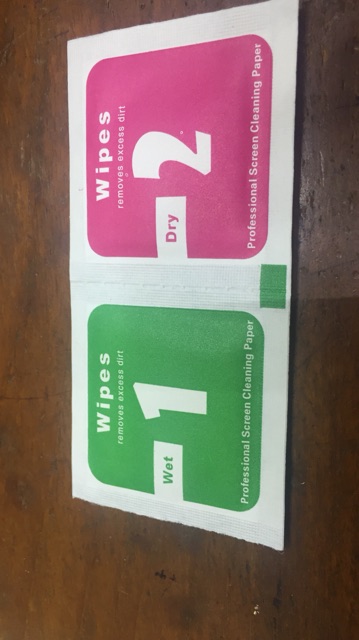 Wipes
removes excess dirt
1
Wet
Professional Screen Cleaning Paper
Wipes
removes excess dirt
2
Dry
Professional Screen Cleaning Paper